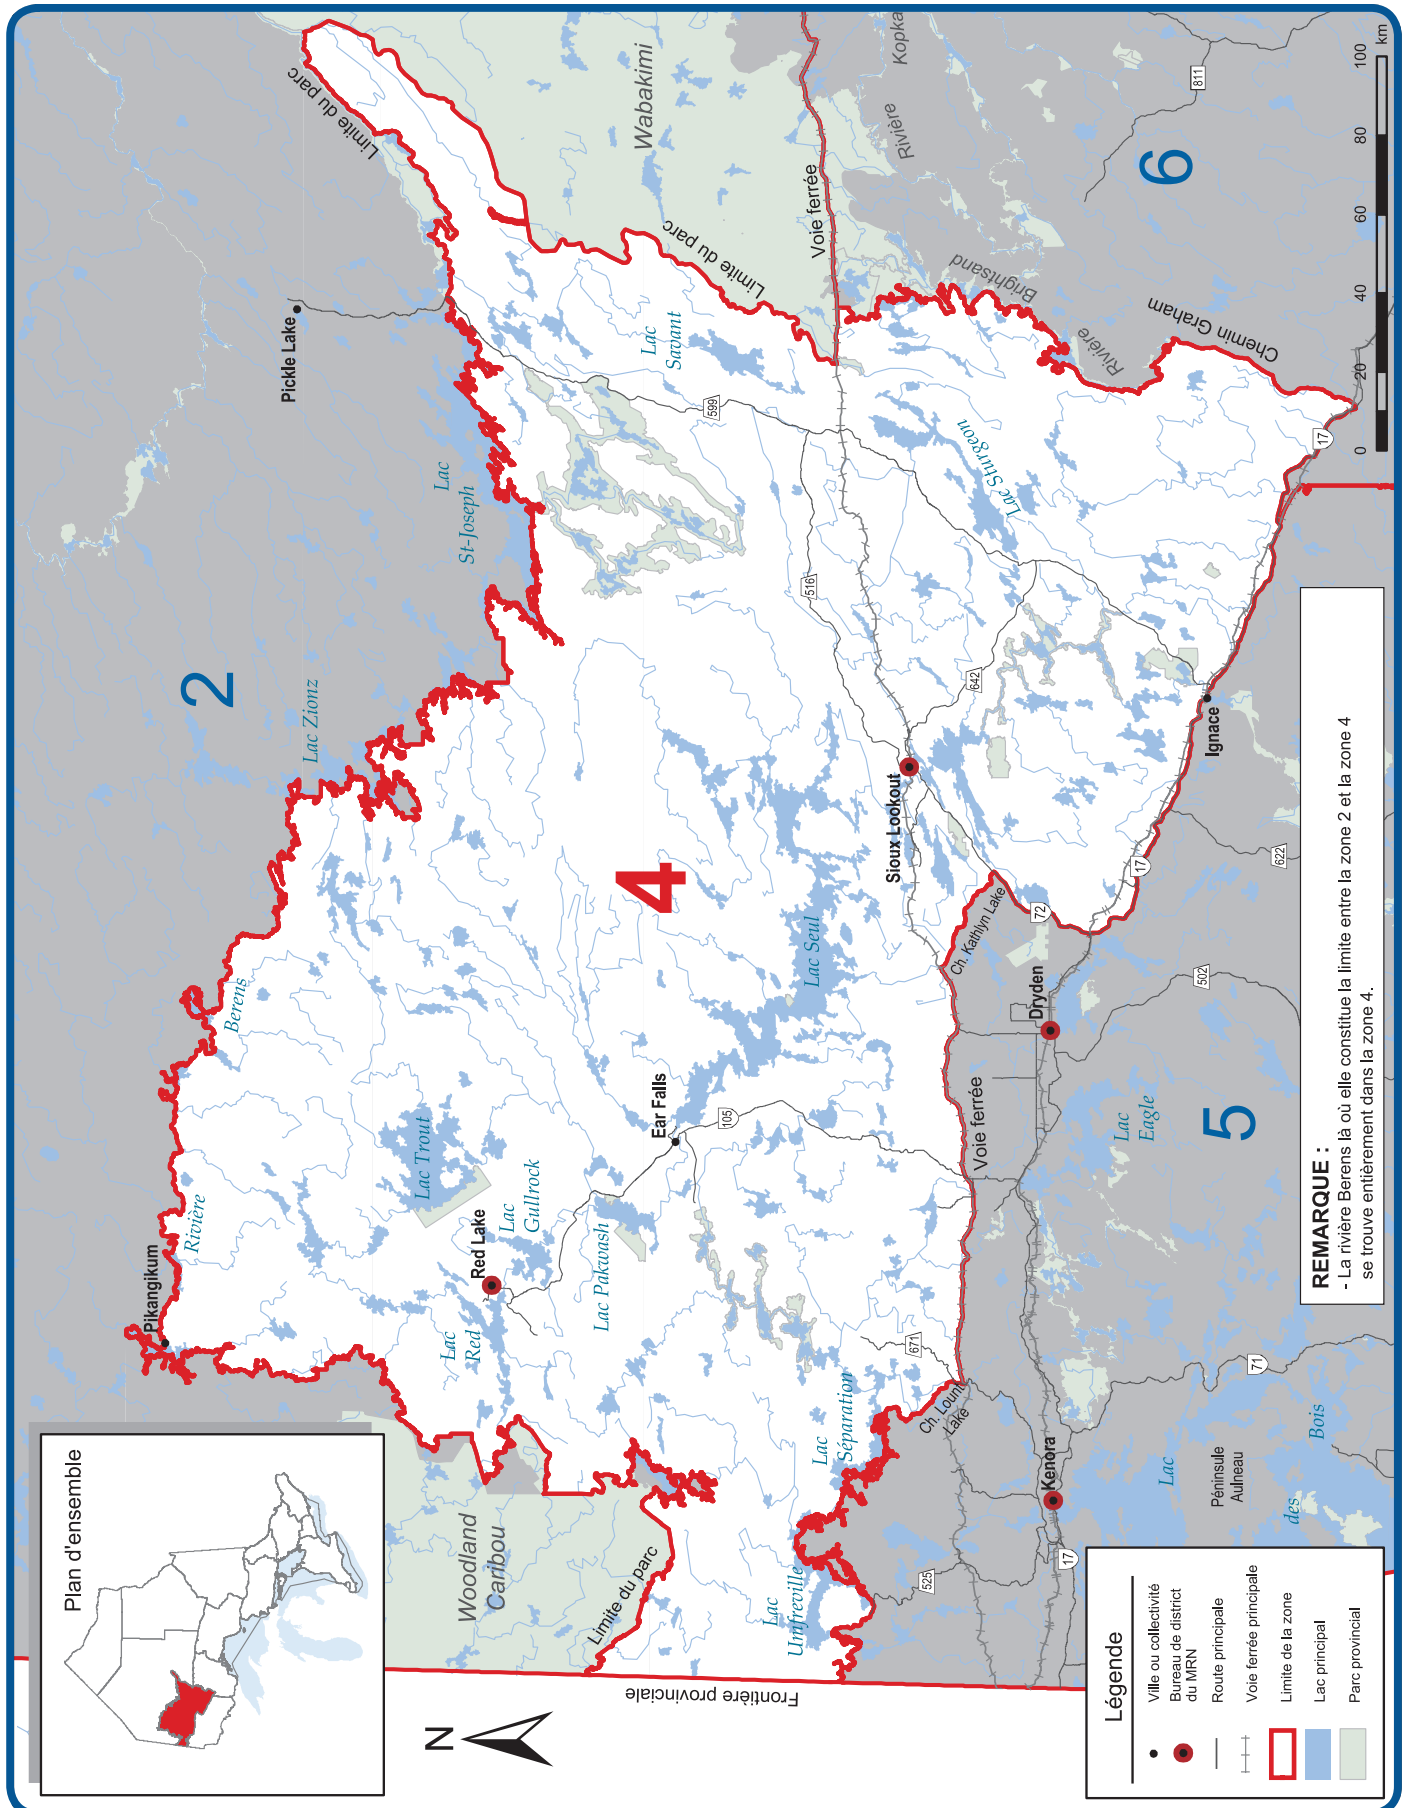 Plan d'ensemble
N
Frontière provinciale
Limite du parc
Woodland
Caribou
Pikangikum
Rivière
Berens
Lac Zionz
2
Pickle Lake
Lac
St-Joseph
Limite du parc
Wabakimi
Limite du parc
Lac
Savant
599
Voie ferrée
Rivière
Kopka
811
6
Brightsand
Rivière
Chemin Graham
Lac Sturgeon
516
642
17
Lac Trout
Lac
Gullrock
Red Lake
Lac
Red
Lac Pakwash
Ear Falls
105
4
Lac Seul
Sioux Lookout
Ch. Kathlyn Lake
72
17
Ignace
622
Dryden
502
Voie ferrée
Lac
Eagle
5
671
Ch. Lount
Lake
Lac
Séparation
Lac
Umfreville
525
Kenora
17
71
Lac
des
Bois
Péninsule
Aulneau
Légende
Ville ou collectivité
Bureau de district
du MRN
Route principale
Voie ferrée principale
Limite de la zone
Lac principal
Parc provincial
REMARQUE :
- La rivière Berens là où elle constitue la limite entre la zone 2 et la zone 4
se trouve entièrement dans la zone 4.
0 20 40 60 80 100
km